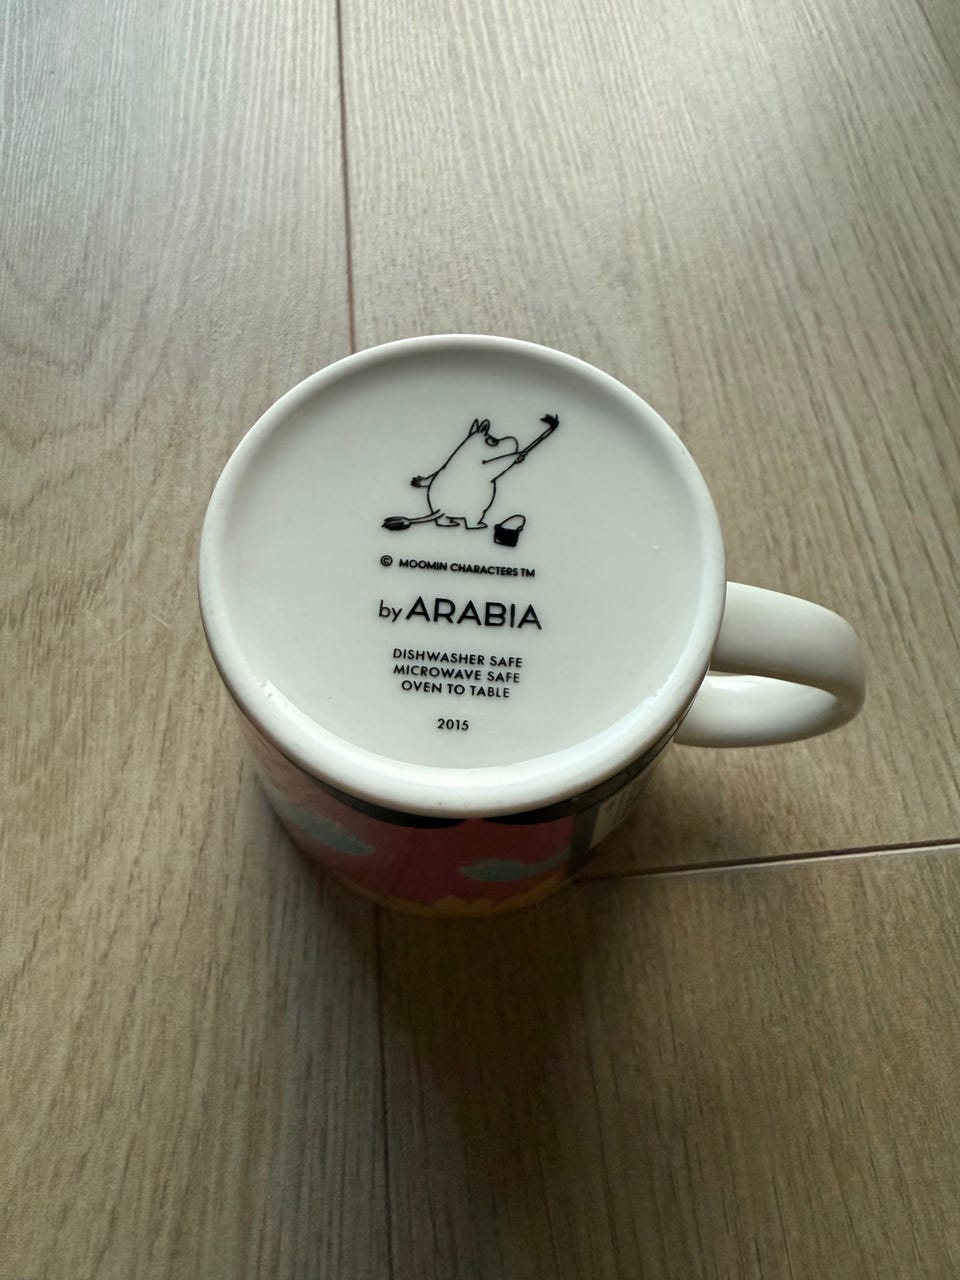 © MOOMIN CHARACTERS TM
by ARABIA
DISHWASHER SAFE
MICROWAVE SAFE
OVEN TO TABLE
2015